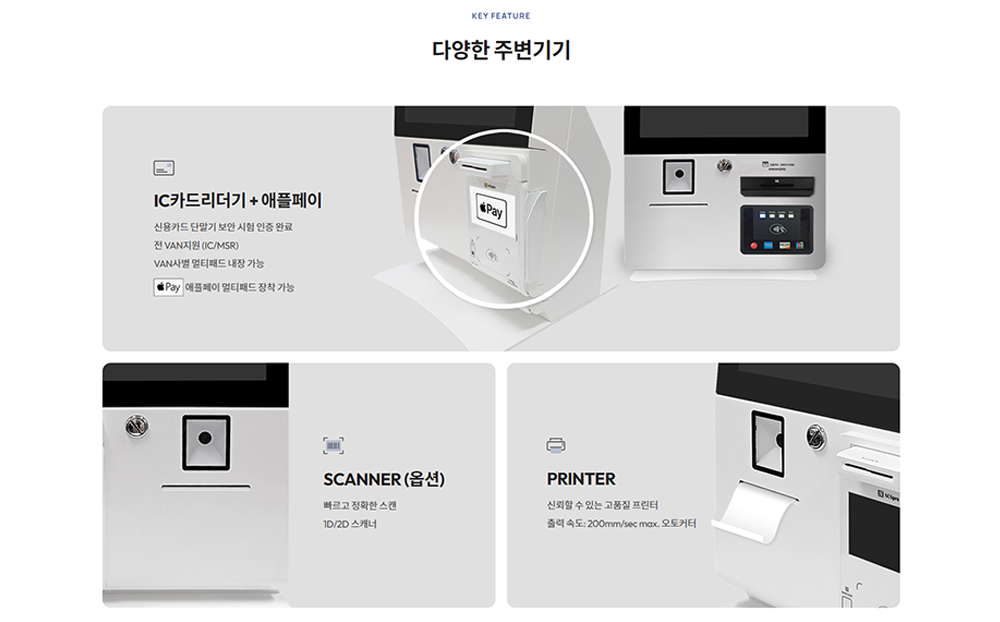 KEY FEATURE
다양한 주변기기
IC카드리더기 + 애플페이
신용카드 단말기 보안 시험 인증 완료
전 VAN지원 (IC/MSR)
VAN사별 멀티패드 내장 가능
Pay 애플페이 멀티패드 장착 가능
Pay
SCANNER (옵션)
빠르고 정확한 스캔
1D/2D 스캐너
PRINTER
신뢰할 수 있는 고품질 프린터
출력 속도: 200mm/sec max. 오토커터